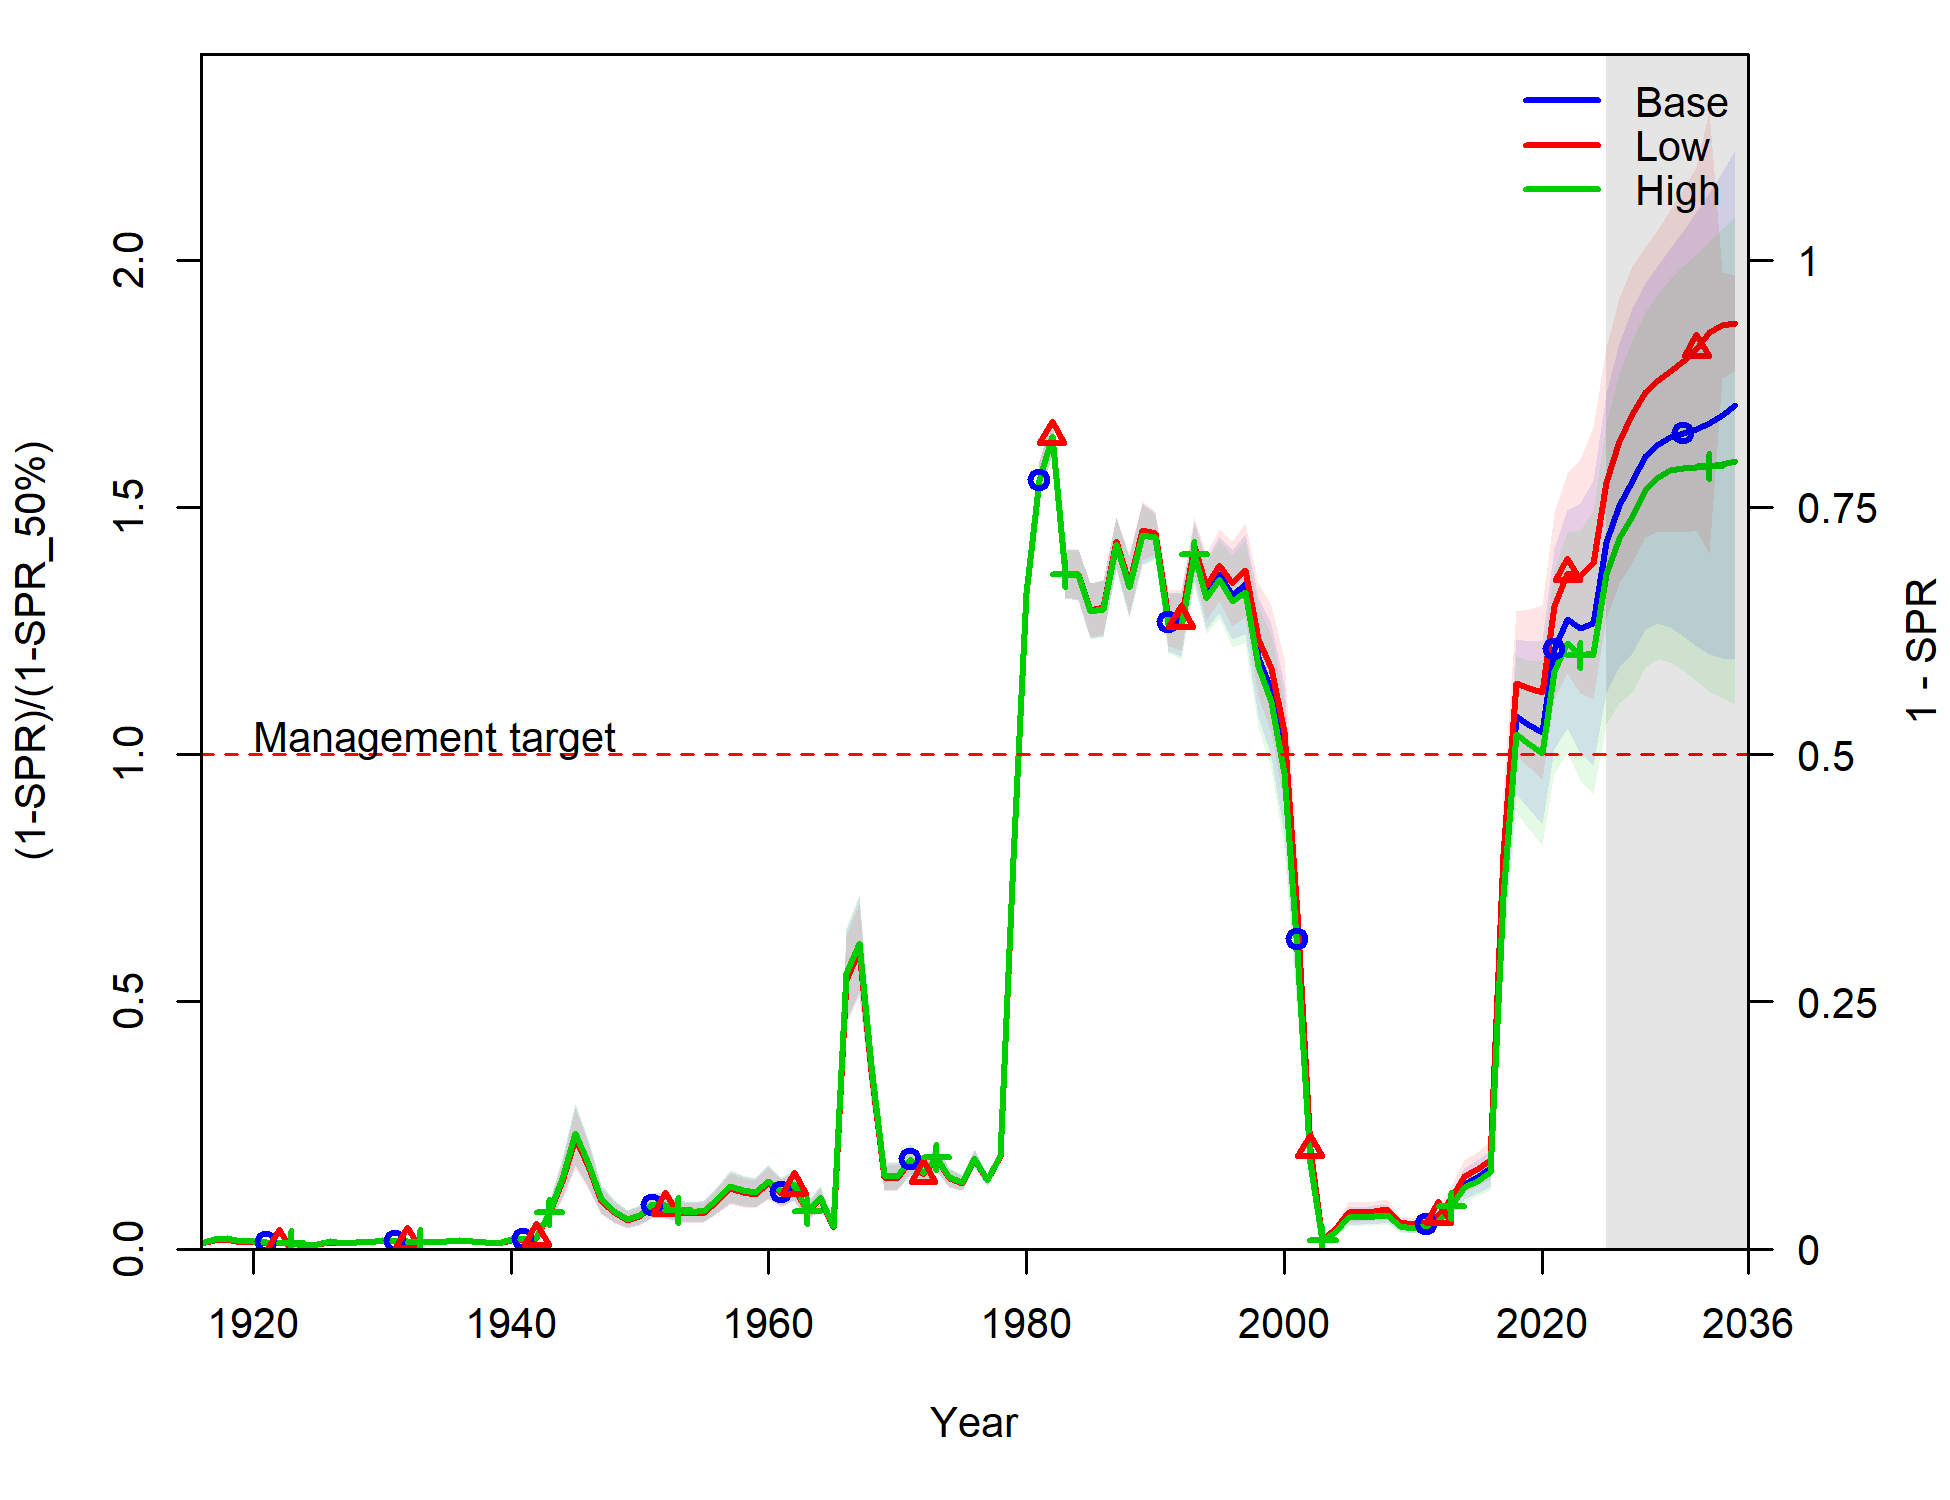 Base
Low
High
2.0
1.5
1.0
0.5
0.0
(1-SPR)/(1-SPR_50%)
Management target
1
0.75
0.5
0.25
0
1 - SPR
1920 1940 1960 1980 2000 2020 2036
Year